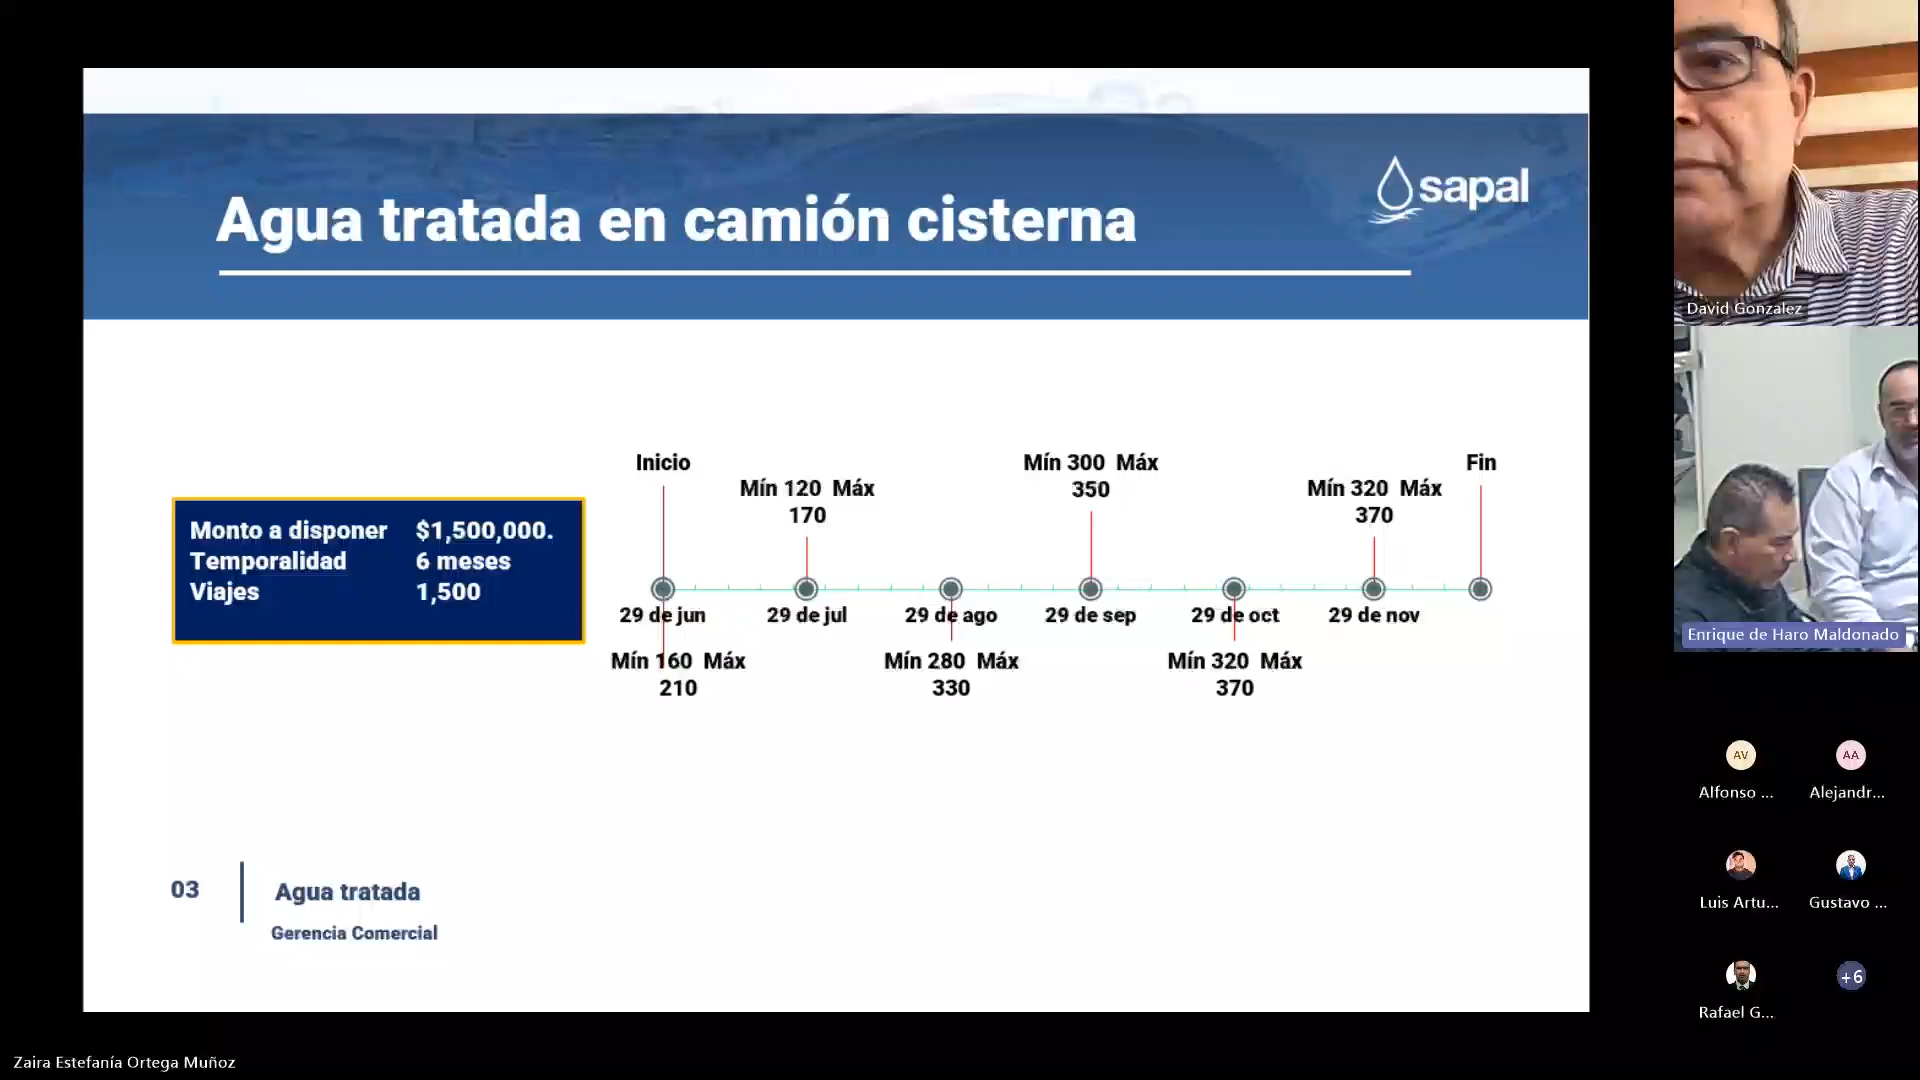 Agua tratada en camión cisterna
sapal
Monto a disponer $1,500,000.
Temporalidad 6 meses
Viajes 1,500
Inicio
Mín 120 Máx
170
Mín 300 Máx
350
Mín 320 Máx
370
Fin
29 de jun
29 de jul
29 de ago
29 de sep
29 de oct
29 de nov
Mín 160 Máx
210
Mín 280 Máx
330
Mín 320 Máx
370
03
Agua tratada
Gerencia Comercial
David Gonzalez
Enrique de Haro Maldonado
AV
Alfonso ...
AA
Alejandr...
Luis Artu...
Gustavo ...
Rafael G...
+6
Zaira Estefanía Ortega Muñoz